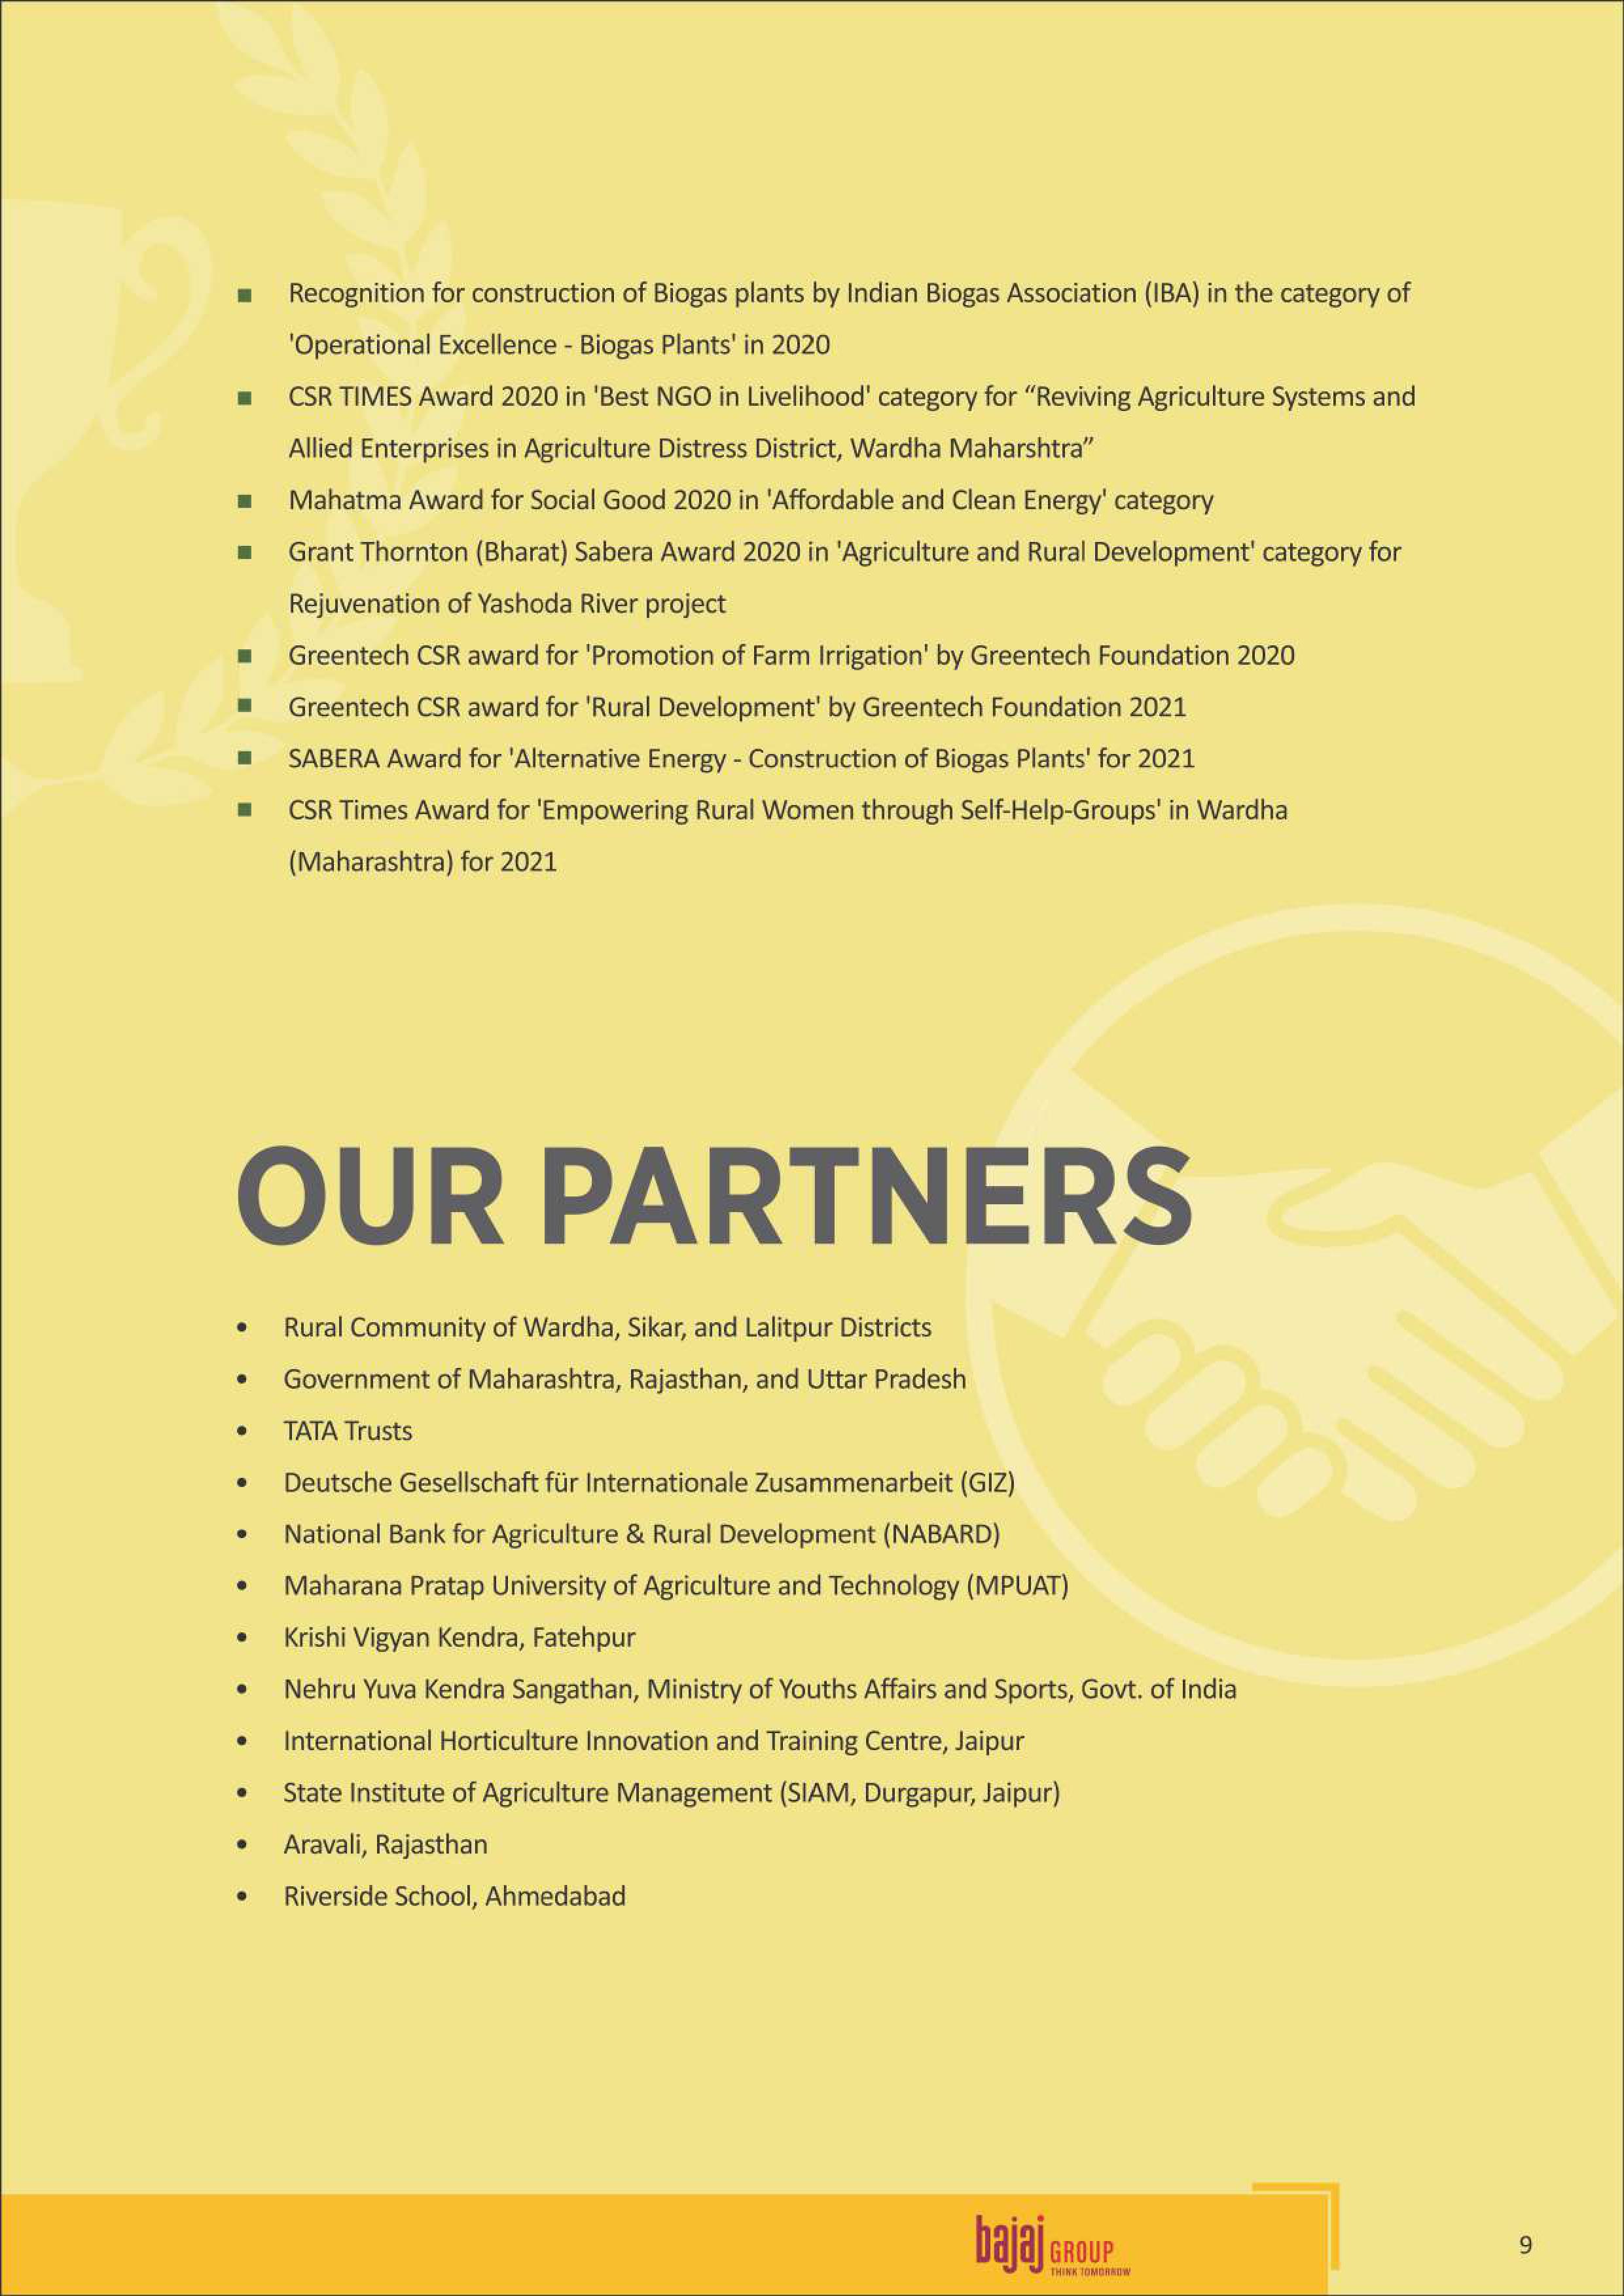 Recognition for construction of Biogas plants by Indian Biogas Association (IBA) in the category of
'Operational Excellence - Biogas Plants' in 2020
CSR TIMES Award 2020 in 'Best NGO in Livelihood' category for “Reviving Agriculture Systems and
Allied Enterprises in Agriculture Distress District, Wardha Maharshtra”
Mahatma Award for Social Good 2020 in 'Affordable and Clean Energy' category
Grant Thornton (Bharat) Sabera Award 2020 in 'Agriculture and Rural Development' category for
Rejuvenation of Yashoda River project
Greentech CSR award for 'Promotion of Farm Irrigation' by Greentech Foundation 2020
Greentech CSR award for 'Rural Development' by Greentech Foundation 2021
SABERA Award for 'Alternative Energy - Construction of Biogas Plants' for 2021
CSR Times Award for 'Empowering Rural Women through Self-Help-Groups' in Wardha
(Maharashtra) for 2021
OUR PARTNERS
• Rural Community of Wardha, Sikar, and Lalitpur Districts
• Government of Maharashtra, Rajasthan, and Uttar Pradesh
• TATA Trusts
• Deutsche Gesellschaft für Internationale Zusammenarbeit (GIZ)
• National Bank for Agriculture & Rural Development (NABARD)
• Maharana Pratap University of Agriculture and Technology (MPUAT)
• Krishi Vigyan Kendra, Fatehpur
• Nehru Yuva Kendra Sangathan, Ministry of Youths Affairs and Sports, Govt. of India
• International Horticulture Innovation and Training Centre, Jaipur
• State Institute of Agriculture Management (SIAM, Durgapur, Jaipur)
• Aravali, Rajasthan
• Riverside School, Ahmedabad
bajaj GROUP
THINK TOMORROW
9